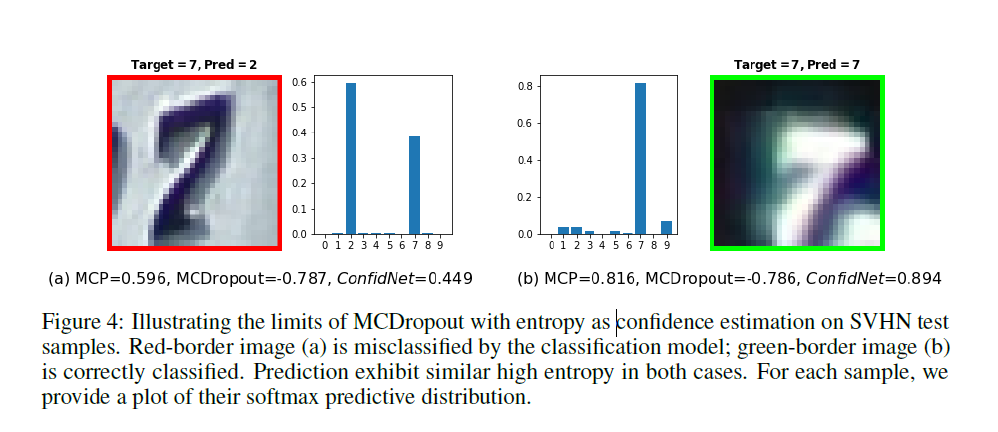 Target = 7, Pred = 2
Target = 7, Pred = 7
0.6
0.5
0.4
0.3
0.2
0.1
0.0
0 1 2 3 4 5 6 7 8 9
0.8
0.6
0.4
0.2
0.0
0 1 2 3 4 5 6 7 8 9
(a) MCP=0.596, MCDropout=-0.787, ConfidNet=0.449
(b) MCP=0.816, MCDropout=-0.786, ConfidNet=0.894
Figure 4: Illustrating the limits of MCDropout with entropy as confidence estimation on SVHN test
samples. Red-border image (a) is misclassified by the classification model; green-border image (b)
is correctly classified. Prediction exhibit similar high entropy in both cases. For each sample, we
provide a plot of their softmax predictive distribution.